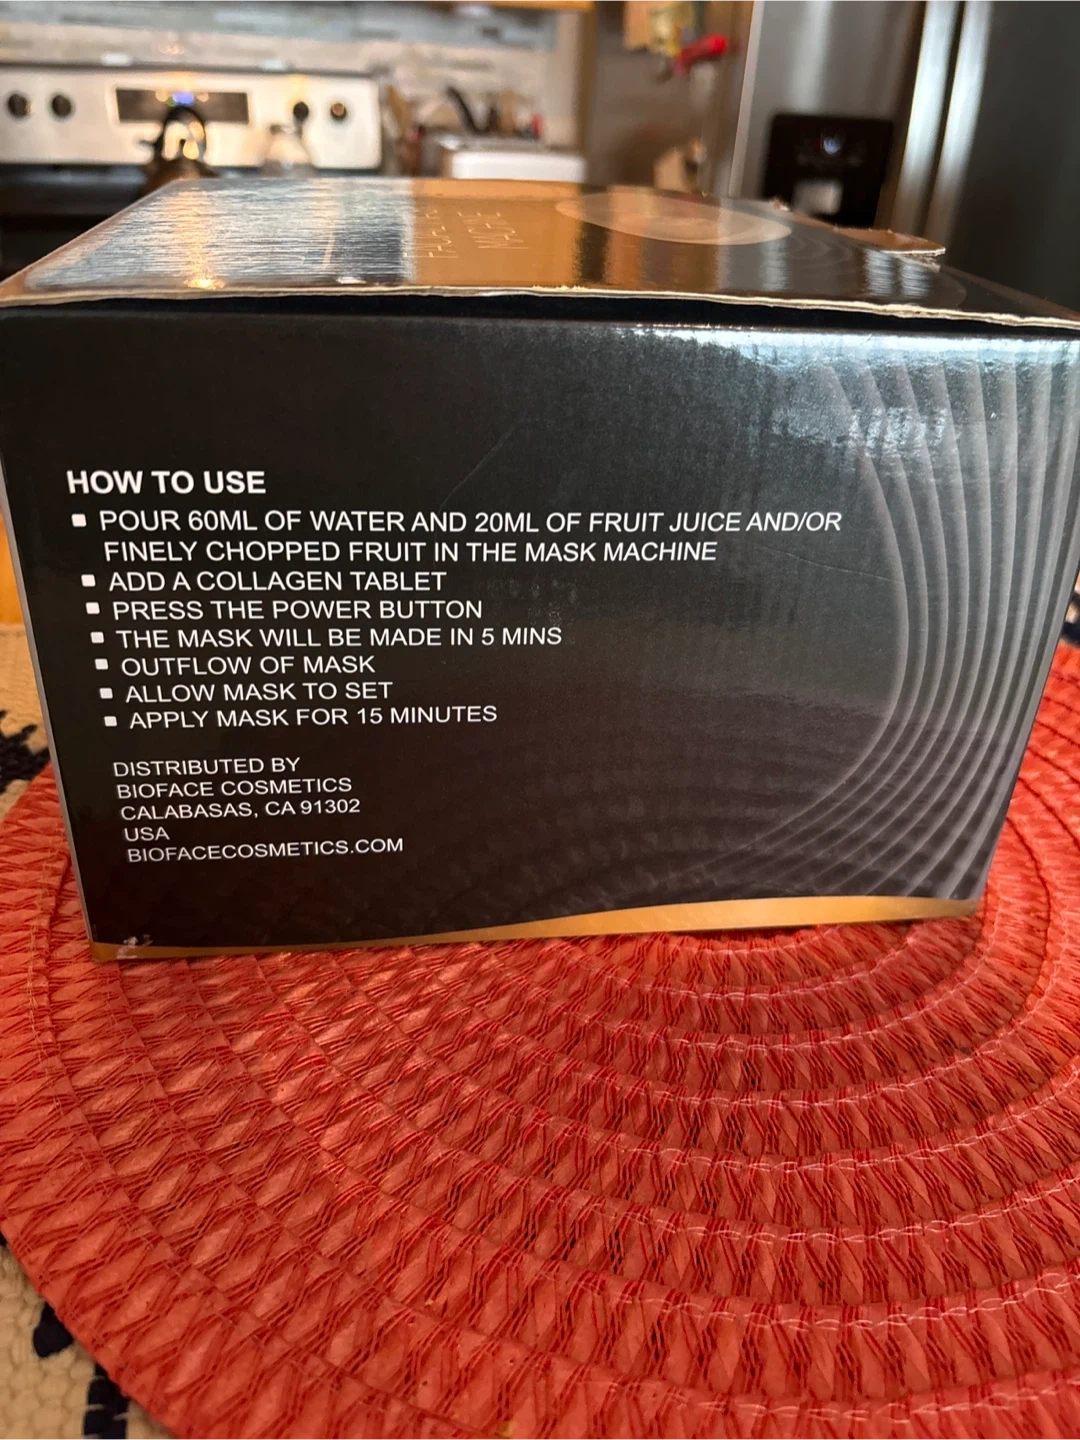 HOW TO USE
POUR 60ML OF WATER AND 20ML OF FRUIT JUICE AND/OR
FINELY CHOPPED FRUIT IN THE MASK MACHINE
ADD A COLLAGEN TABLET
PRESS THE POWER BUTTON
THE MASK WILL BE MADE IN 5 MINS
OUTFLOW OF MASK
ALLOW MASK TO SET
APPLY MASK FOR 15 MINUTES
DISTRIBUTED BY
BIOFACE COSMETICS
CALABASAS, CA 91302
USA
BIOFACECOSMETICS.COM